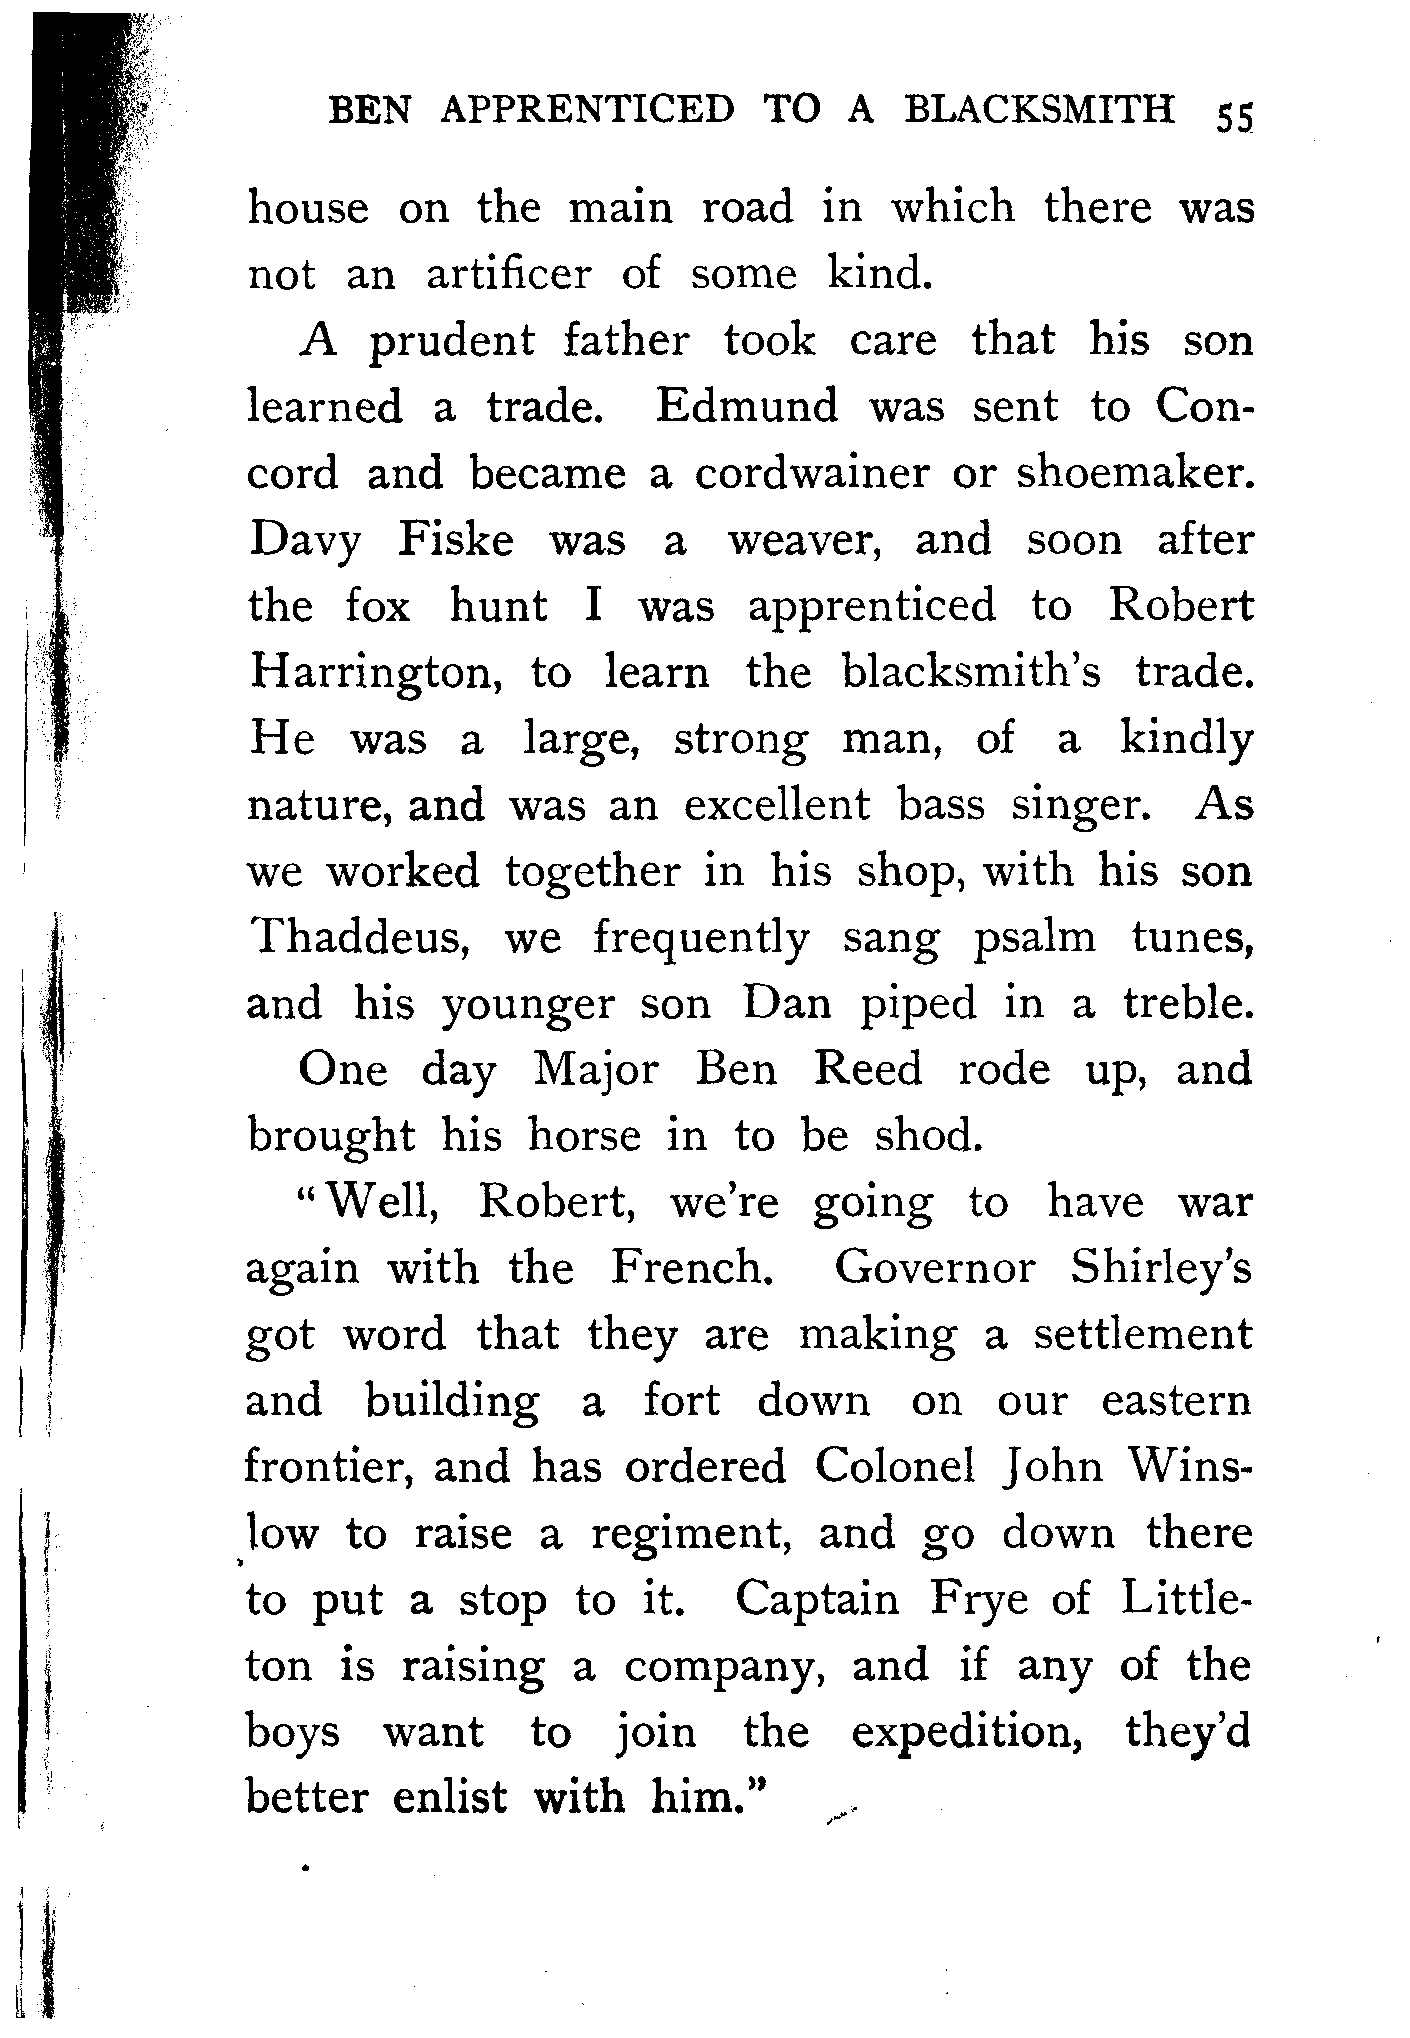 BEN APPRENTICED TO A BLACKSMITH 55
house on the main road in which there was
not an artificer of some kind.
A prudent father took care that his son
learned a trade. Edmund was sent to Con-
cord and became a cordwainer or shoemaker.
Davy Fiske was a weaver, and soon after
the fox hunt I was apprenticed to Robert
Harrington, to learn the blacksmith's trade.
He was a large, strong man, of a kindly
nature, and was an excellent bass singer. As
we worked together in his shop, with his son
Thaddeus, we frequently sang psalm tunes,
and his younger son Dan piped in a treble.
One day Major Ben Reed rode up, and
brought his horse in to be shod.
"Well, Robert, we're going to have war
again with the French. Governor Shirley's
got word that they are making a settlement
and building a fort down on our eastern
frontier, and has ordered Colonel John Wins-
low to raise a regiment, and go down there
to put a stop to it. Captain Frye of Little-
ton is raising a company, and if any of the
boys want to join the expedition, they'd
better enlist with him."